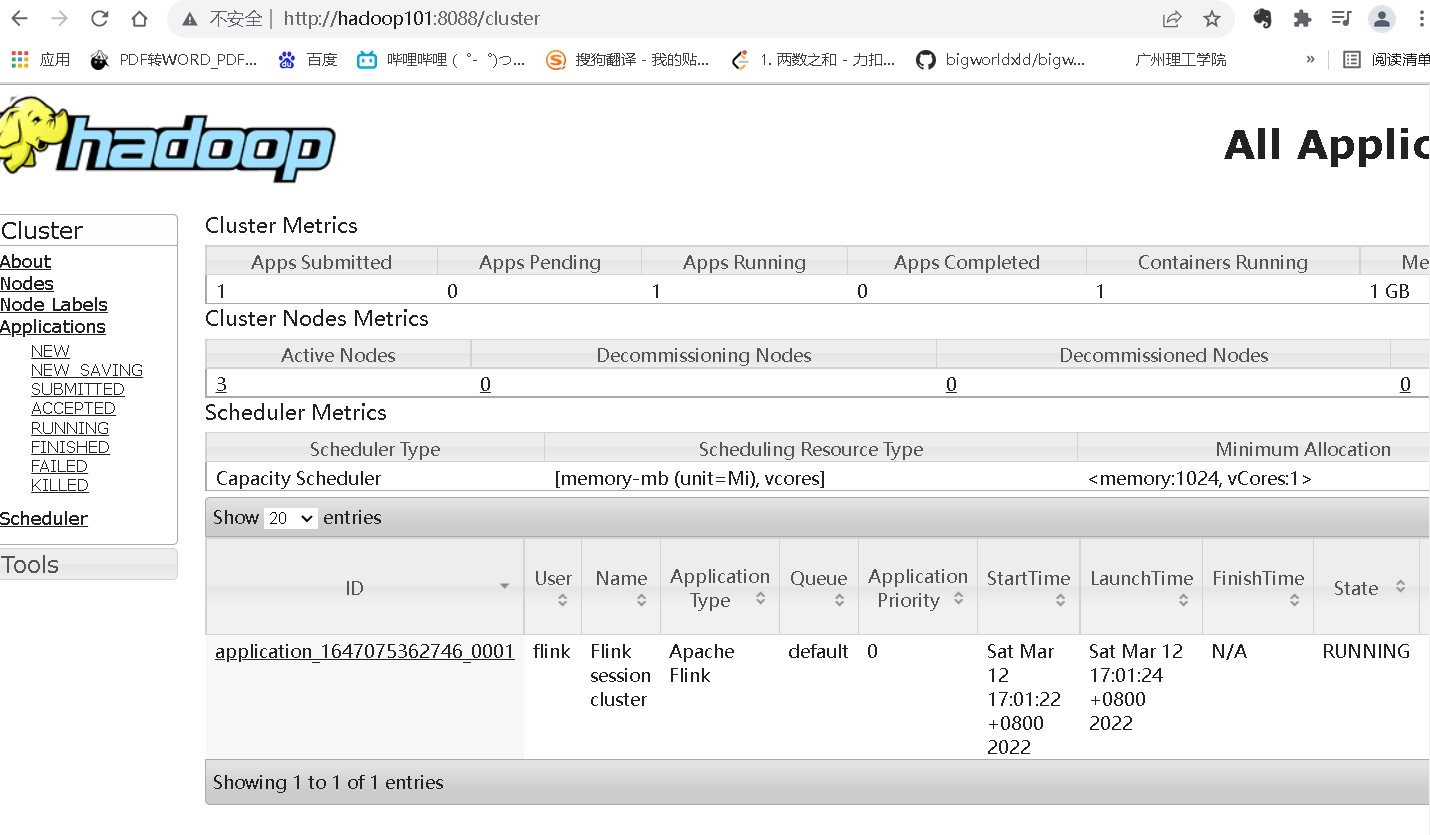 不安全 | http://hadoop101:8088/cluster
应用 PDF转WORD_PDF... 百度 哔哩哔哩 (゜-゜)つ... 搜狗翻译 - 我的贴... 1. 两数之和 - 力扣... bigworldxld/bigw... 广州理工学院 » 阅读清单
hadoop
All Applic
Cluster
About
Nodes
Node Labels
Applications
NEW
NEW_SAVING
SUBMITTED
ACCEPTED
RUNNING
FINISHED
FAILED
KILLED
Scheduler
Tools
Cluster Metrics
Apps Submitted Apps Pending Apps Running Apps Completed Containers Running Me
1 0 1 0 1 1 GB
Cluster Nodes Metrics
Active Nodes Decommissioning Nodes Decommissioned Nodes
3 0 0 0
Scheduler Metrics
Scheduler Type Scheduling Resource Type Minimum Allocation
Capacity Scheduler [memory-mb (unit=Mi), vcores] <memory:1024, vCores:1>
Show 20 entries
ID User Name Application Type Queue Application Priority StartTime LaunchTime FinishTime State
application_1647075362746_0001 flink Flink session cluster Apache Flink default 0 Sat Mar 12 17:01:22 +0800 2022 Sat Mar 12 17:01:24 +0800 2022 N/A RUNNING
Showing 1 to 1 of 1 entries